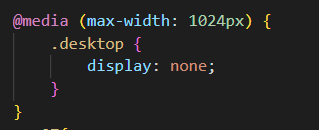 @media (max-width: 1024px) {
    .desktop {
        display: none;
    }
}